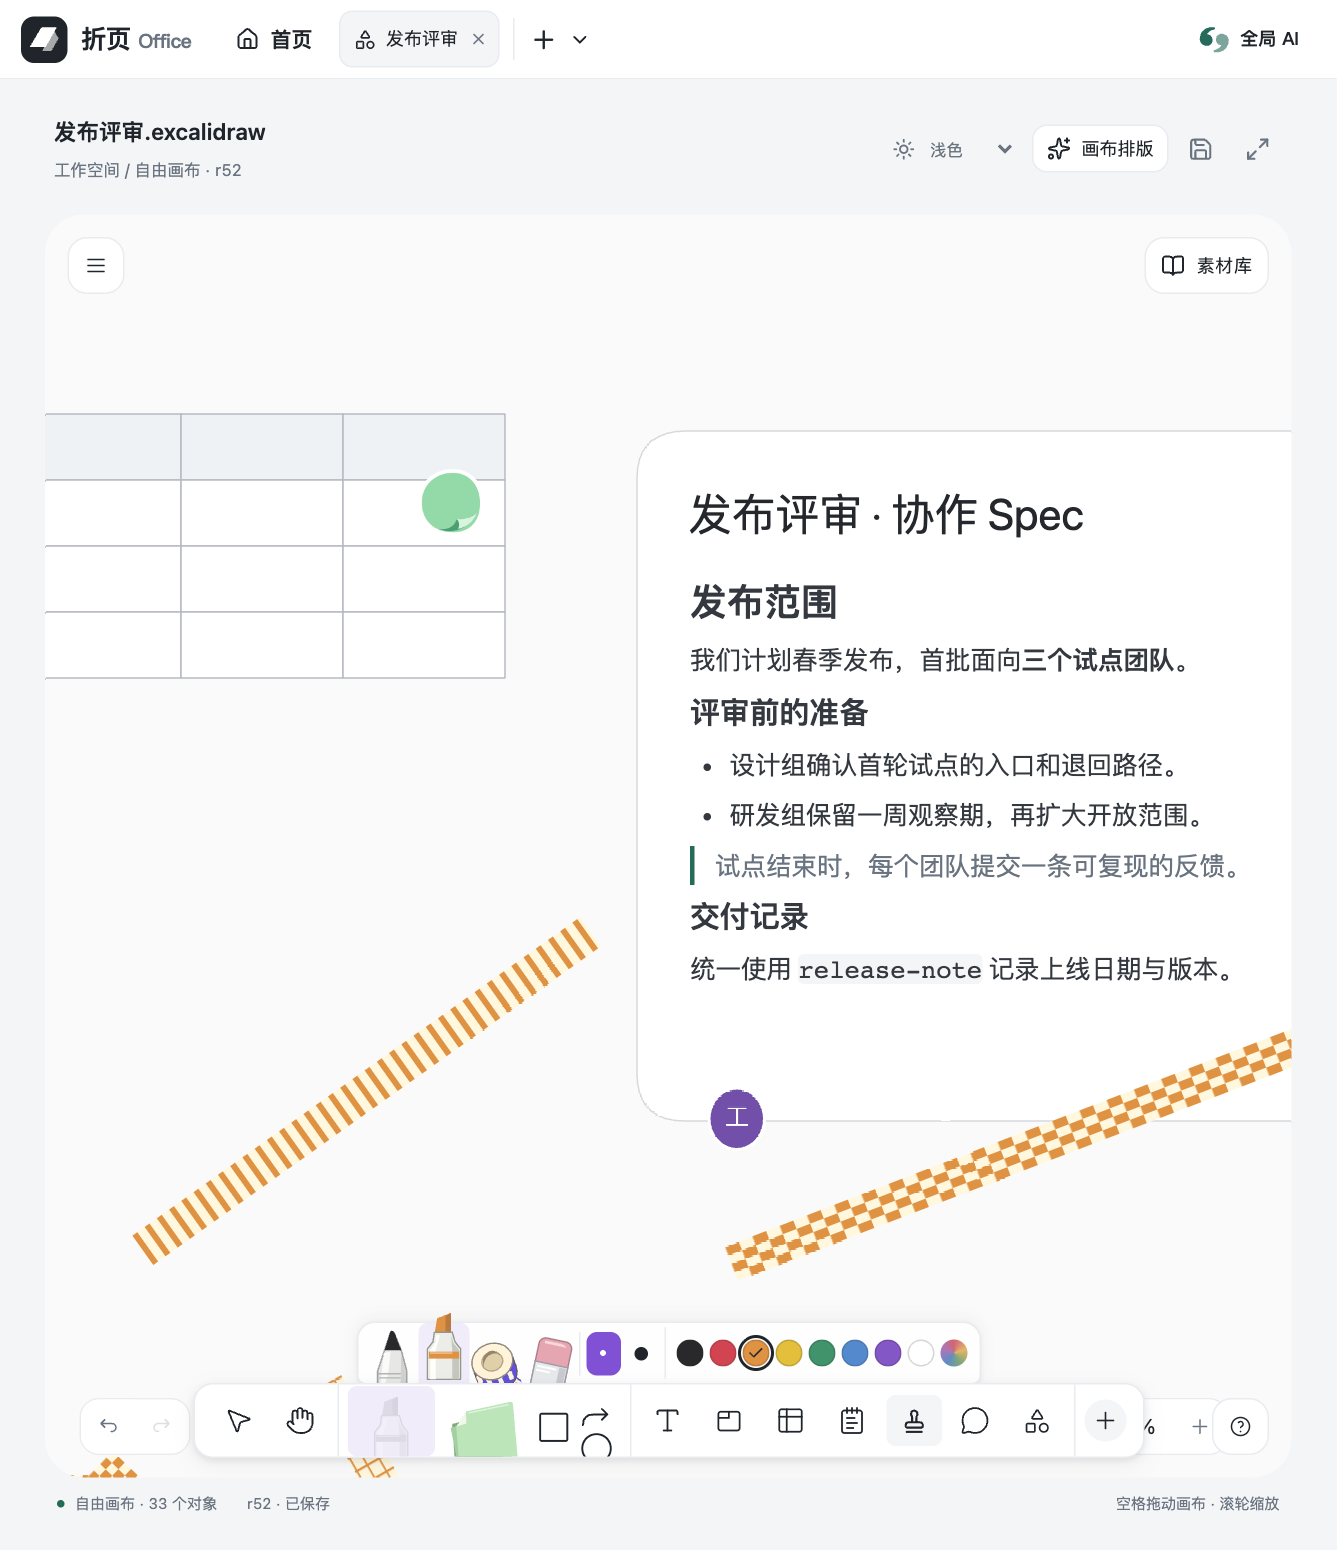 折页 Office
首页
发布评审
全局 AI
发布评审.excalidraw
工作空间 / 自由画布 · r52
浅色
画布排版
素材库
发布评审 · 协作 Spec
发布范围
我们计划春季发布，首批面向三个试点团队。
评审前的准备
• 设计组确认首轮试点的入口和退回路径。
• 研发组保留一周观察期，再扩大开放范围。
试点结束时，每个团队提交一条可复现的反馈。
交付记录
统一使用 release-note 记录上线日期与版本。
工
%
自由画布 · 33 个对象
r52 · 已保存
空格拖动画布 · 滚轮缩放